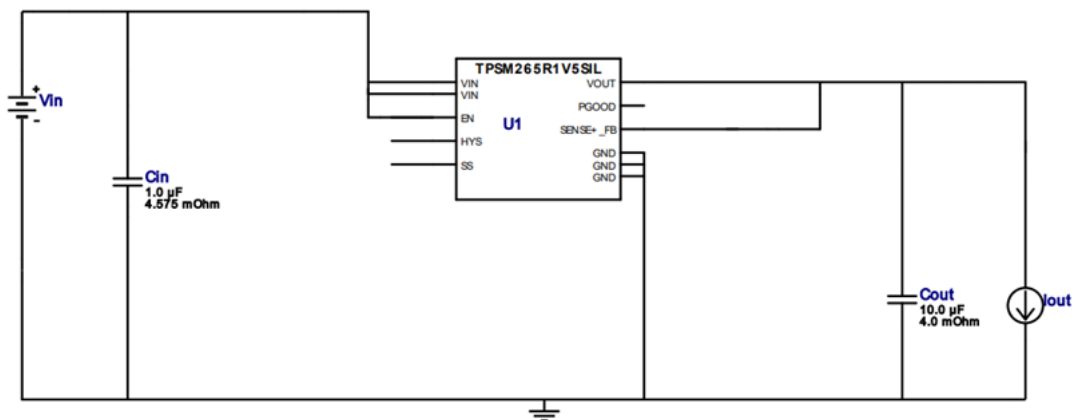 TPSM265R1V5SIL
VIN
VIN
EN
HYS
SS
U1
VOUT
PGOOD
SENSE+_FB
GND
GND
GND
+
Vin
-
Cin
1.0 µF
4.575 mOhm
Cout
10.0 µF
4.0 mOhm
Iout